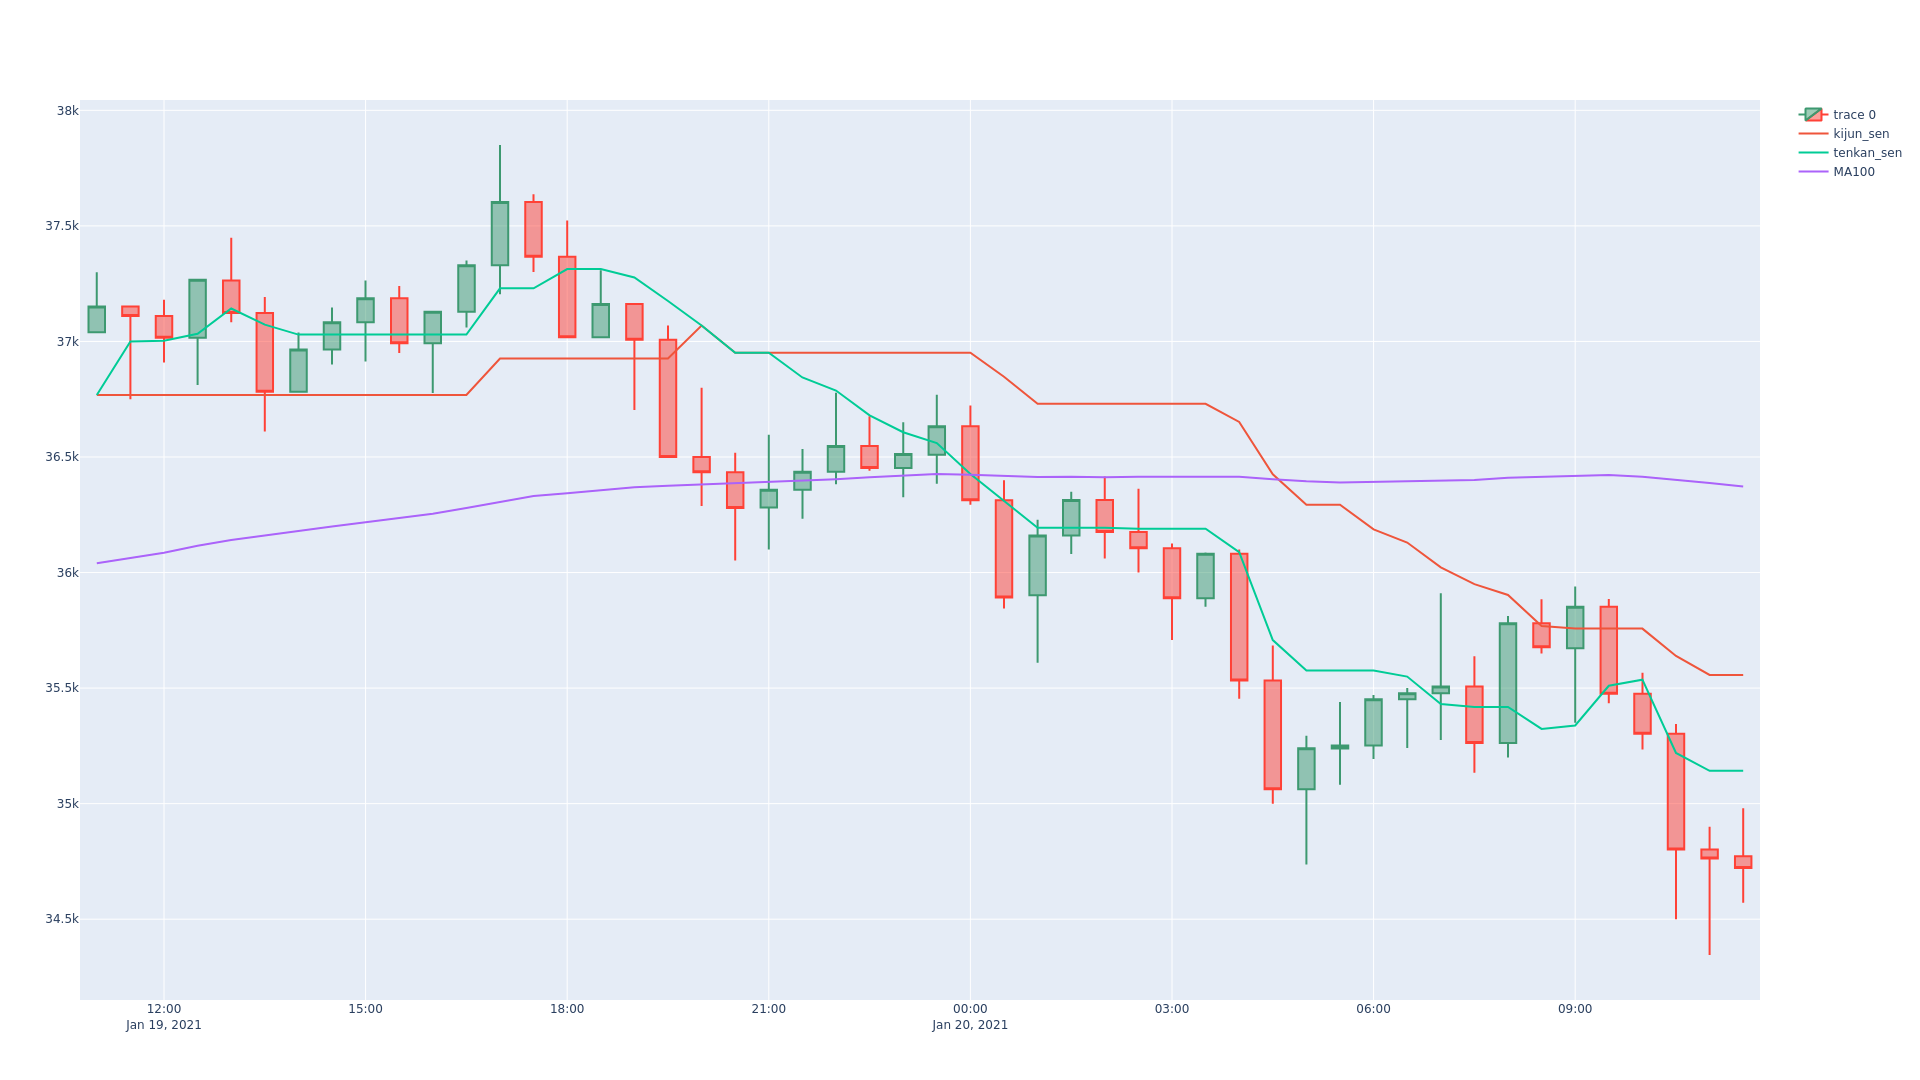 38k
37.5k
37k
36.5k
36k
35.5k
35k
34.5k
12:00 15:00 18:00 21:00 00:00 03:00 06:00 09:00
Jan 19, 2021 Jan 20, 2021
trace 0
kijun_sen
tenkan_sen
MA100